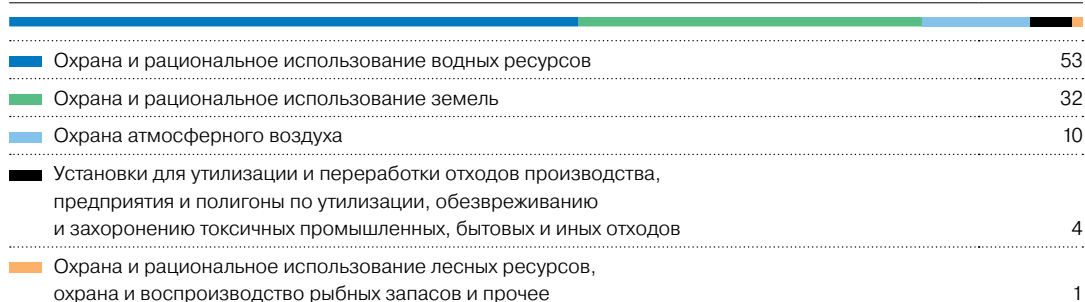 Охрана и рациональное использование водных ресурсов 53
Охрана и рациональное использование земель 32
Охрана атмосферного воздуха 10
Установки для утилизации и переработки отходов производства,
предприятия и полигоны по утилизации, обезвреживанию
и захоронению токсичных промышленных, бытовых и иных отходов 4
Охрана и рациональное использование лесных ресурсов,
охрана и воспроизводство рыбных запасов и прочее 1